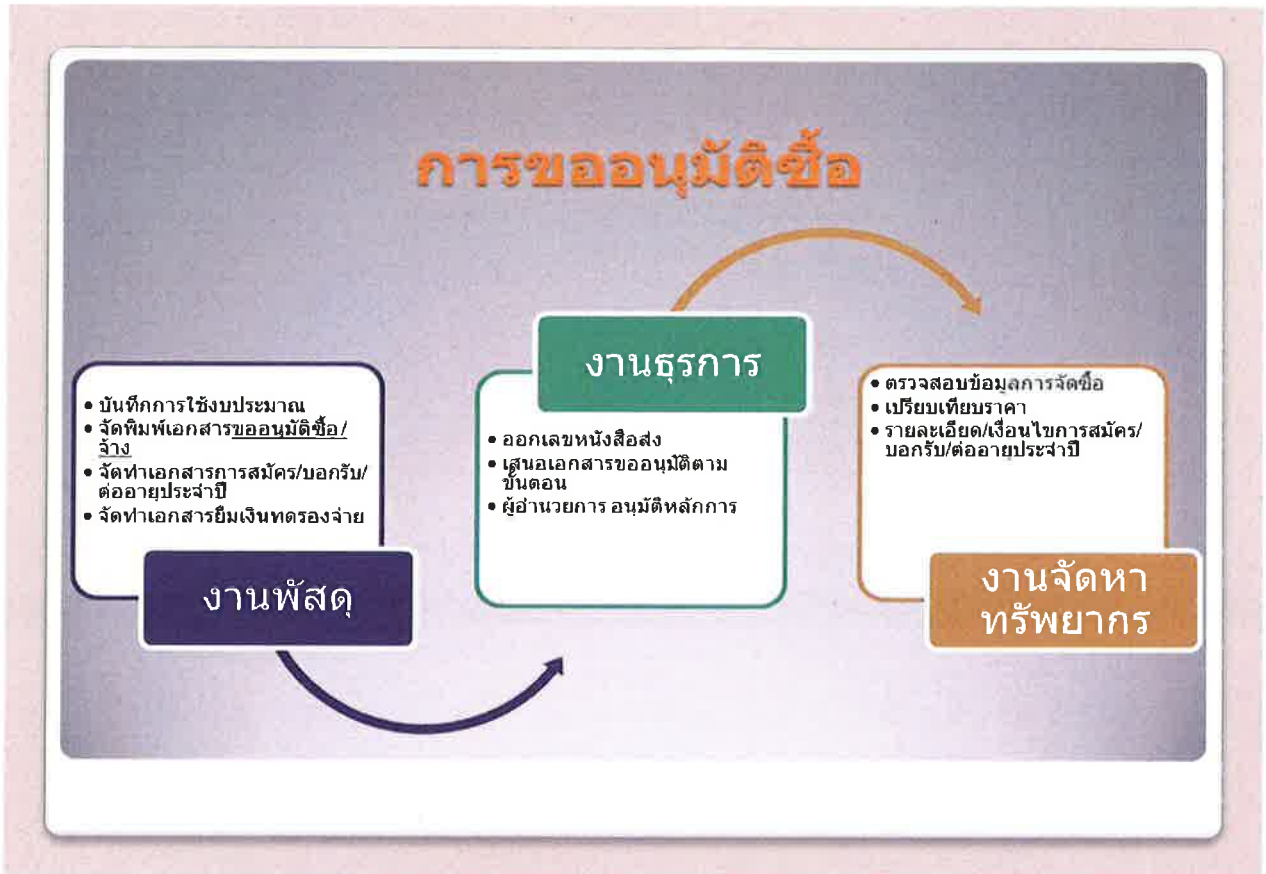 การขออนุมัติซื้อ
• บันทึกการใช้งบประมาณ
• จัดพิมพ์เอกสารขออนุมัติซื้อ/
จ้าง
• จัดทำเอกสารการสมัคร/บอกรับ/
ต่ออายุประจำปี
• จัดทำเอกสารยืมเงินทดรองจ่าย
งานพัสดุ
งานธุรการ
• ออกเลขหนังสือส่ง
• เสนอเอกสารขออนุมัติตาม
ขั้นตอน
• ผู้อำนวยการ อนุมัติหลักการ
• ตรวจสอบข้อมูลการจัดซื้อ
• เปรียบเทียบราคา
• รายละเอียด/เงื่อนไขการสมัคร/
บอกรับ/ต่ออายุประจำปี
งานจัดหา
ทรัพยากร